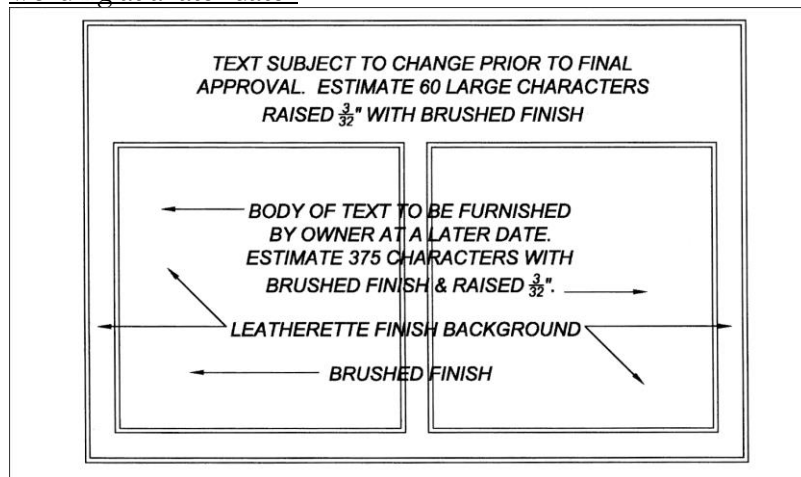 TEXT SUBJECT TO CHANGE PRIOR TO FINAL
APPROVAL. ESTIMATE 60 LARGE CHARACTERS
RAISED 3/32" WITH BRUSHED FINISH
BODY OF TEXT TO BE FURNISHED
BY OWNER AT A LATER DATE.
ESTIMATE 375 CHARACTERS WITH
BRUSHED FINISH & RAISED 3/32".
LEATHERETTE FINISH BACKGROUND
BRUSHED FINISH